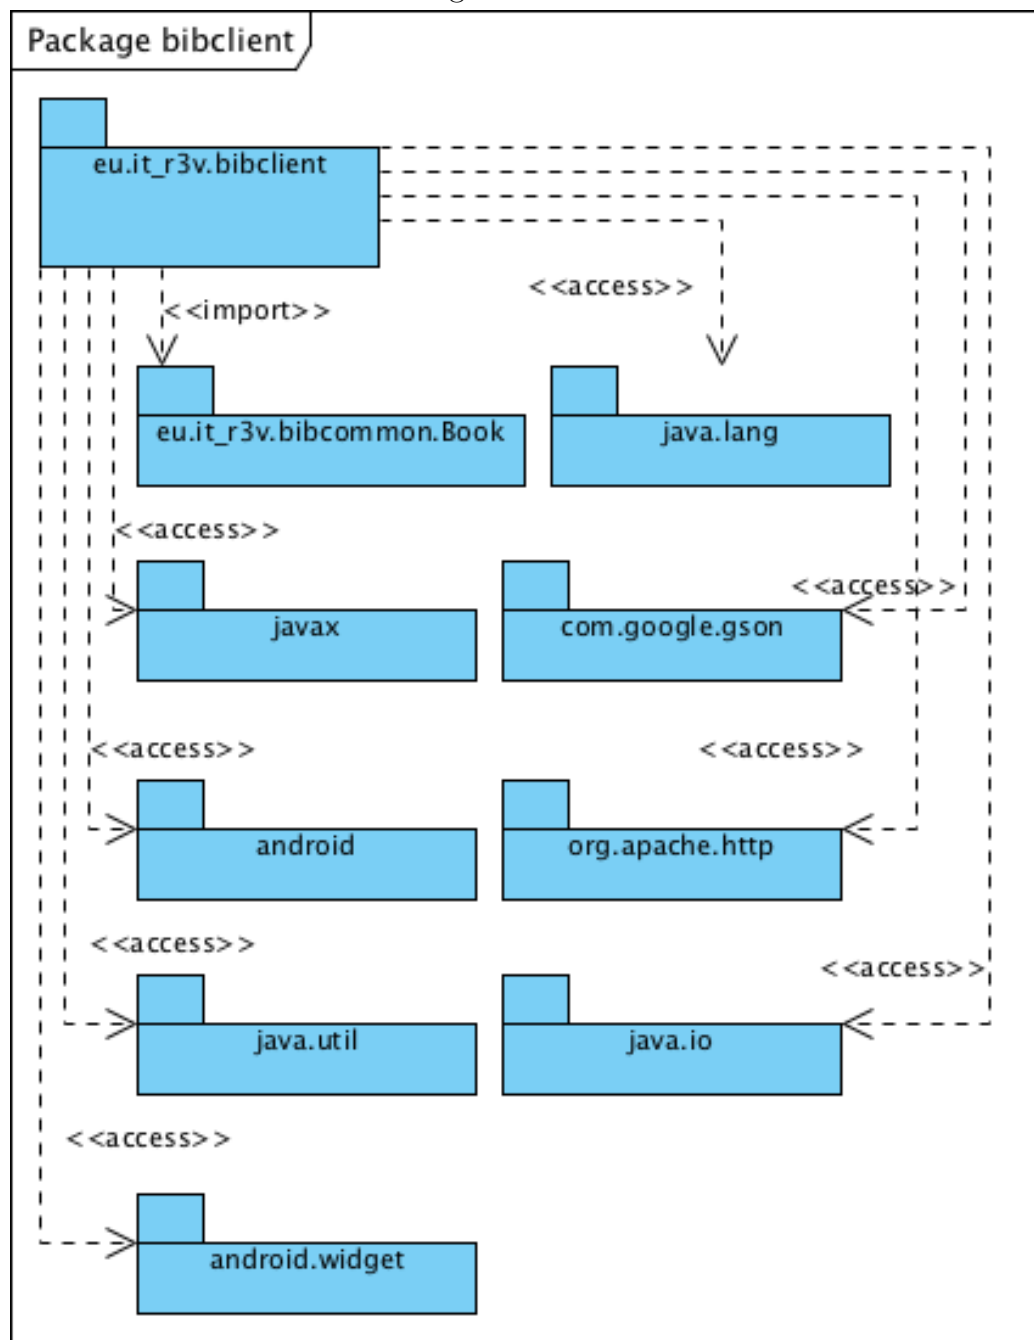 Package bibclient
eu.it_r3v.bibclient
<<access>>
<<import>>
eu.it_r3v.bibcommon.Book
java.lang
<<access>>
<<access>>
javax
com.google.gson
<<access>>
<<access>>
android
org.apache.http
<<access>>
<<access>>
java.util
java.io
<<access>>
android.widget